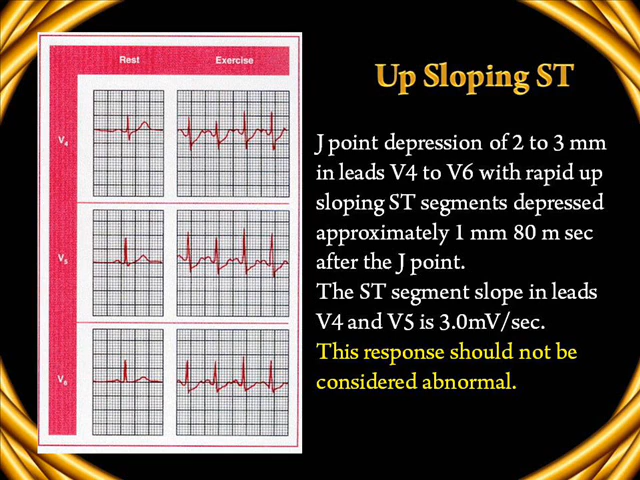 Up Sloping ST
Rest Exercise
V4
V5
V6
J point depression of 2 to 3 mm
in leads V4 to V6 with rapid up
sloping ST segments depressed
approximately 1 mm 80 m sec
after the J point.
The ST segment slope in leads
V4 and V5 is 3.0mV/sec.
This response should not be
considered abnormal.